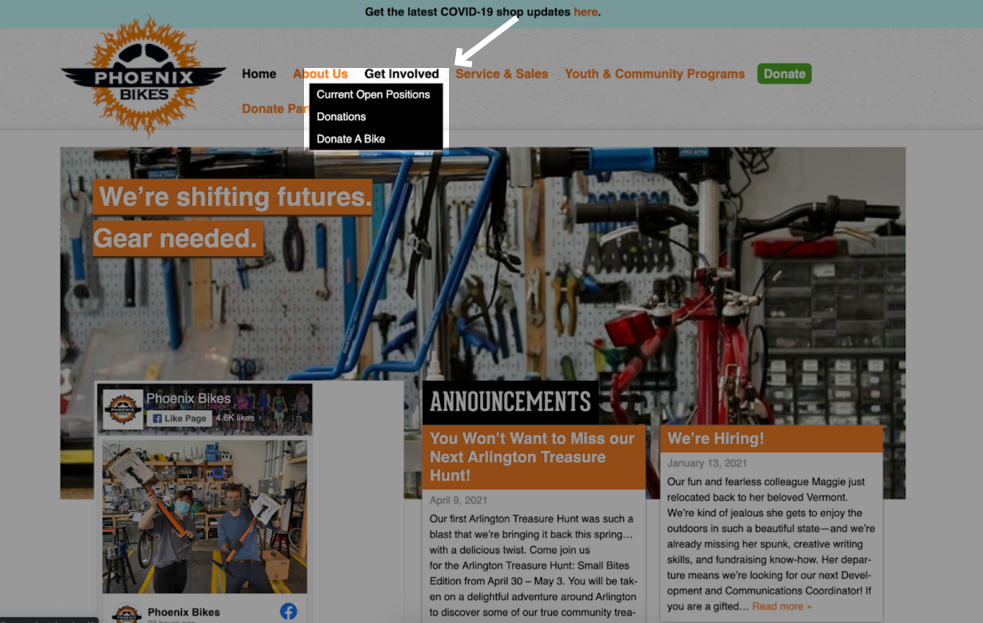 Get the latest COVID-19 shop updates here.
PHOENIX
BIKES
Home About Us Get Involved Service & Sales Youth & Community Programs Donate
Donate Par
Current Open Positions
Donations
Donate A Bike
We’re shifting futures.
Gear needed.
Phoenix Bikes
Like Page 4.6K likes
Phoenix Bikes
ANNOUNCEMENTS
You Won’t Want to Miss our
Next Arlington Treasure
Hunt!
April 9, 2021
Our first Arlington Treasure Hunt was such a
blast that we’re bringing it back this spring…
with a delicious twist. Come join us
for the Arlington Treasure Hunt: Small Bites
Edition from April 30 – May 3. You will be tak-
en on a delightful adventure around Arlington
to discover some of our true community trea-
We’re Hiring!
January 13, 2021
Our fun and fearless colleague Maggie just
relocated back to her beloved Vermont.
We’re kind of jealous she gets to enjoy the
outdoors in such a beautiful state—and we’re
already missing her spunk, creative writing
skills, and fundraising know-how. Her depar-
ture means we’re looking for our next Devel-
opment and Communications Coordinator! If
you are a gifted… Read more »